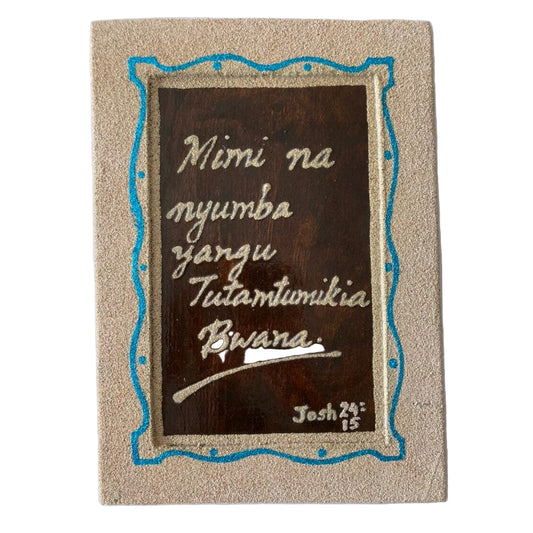 Mimi na
nyumba
yangu
Tutamtumikia
Bwana.
Josh 24:
15